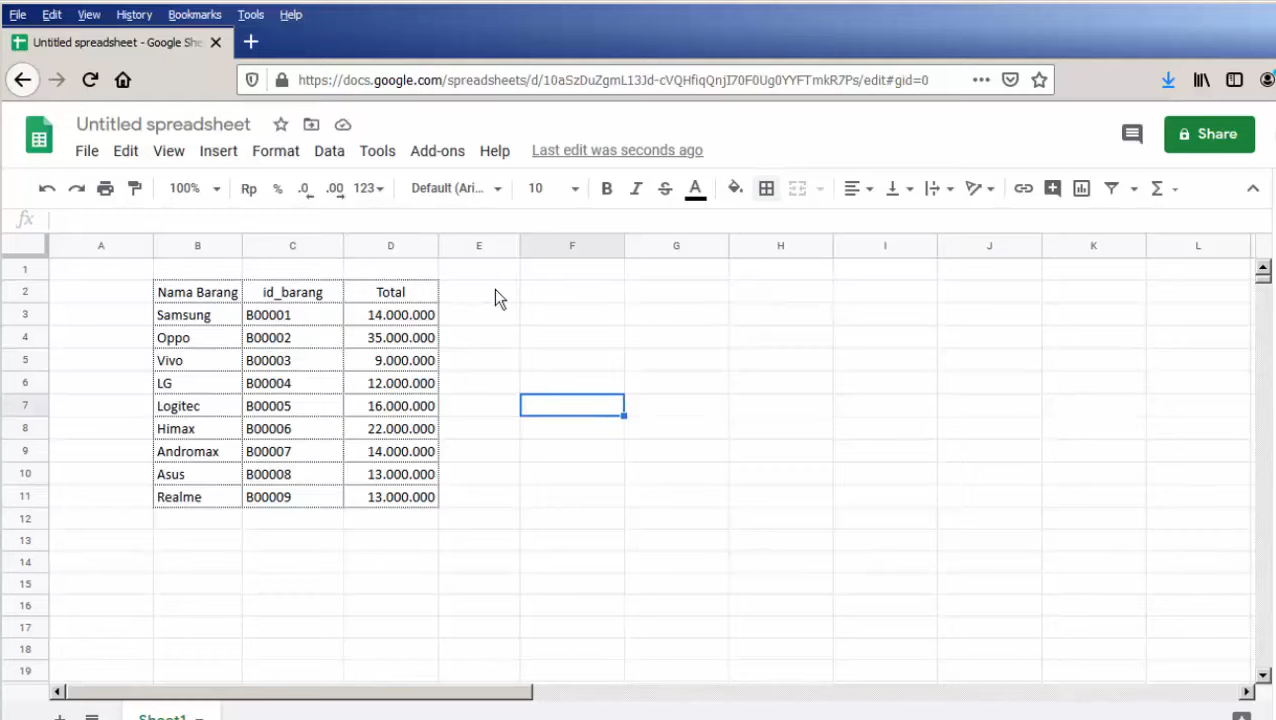 File Edit View History Bookmarks Tools Help
Untitled spreadsheet - Google She
https://docs.google.com/spreadsheets/d/10aSzDuZgmL13Jd-cVQHfiqQnjI70F0Ug0YYFTmkR7Ps/edit#gid=0
Untitled spreadsheet
Share
File Edit View Insert Format Data Tools Add-ons Help Last edit was seconds ago
100% Rp % .0 .00 123 Default (Ari... 10 B I S A Σ
fx
A B C D E F G H I J K L
1
2 Nama Barang id_barang Total
3 Samsung B00001 14.000.000
4 Oppo B00002 35.000.000
5 Vivo B00003 9.000.000
6 LG B00004 12.000.000
7 Logitec B00005 16.000.000
8 Himax B00006 22.000.000
9 Andromax B00007 14.000.000
10 Asus B00008 13.000.000
11 Realme B00009 13.000.000
12
13
14
15
16
17
18
19
Sheet1